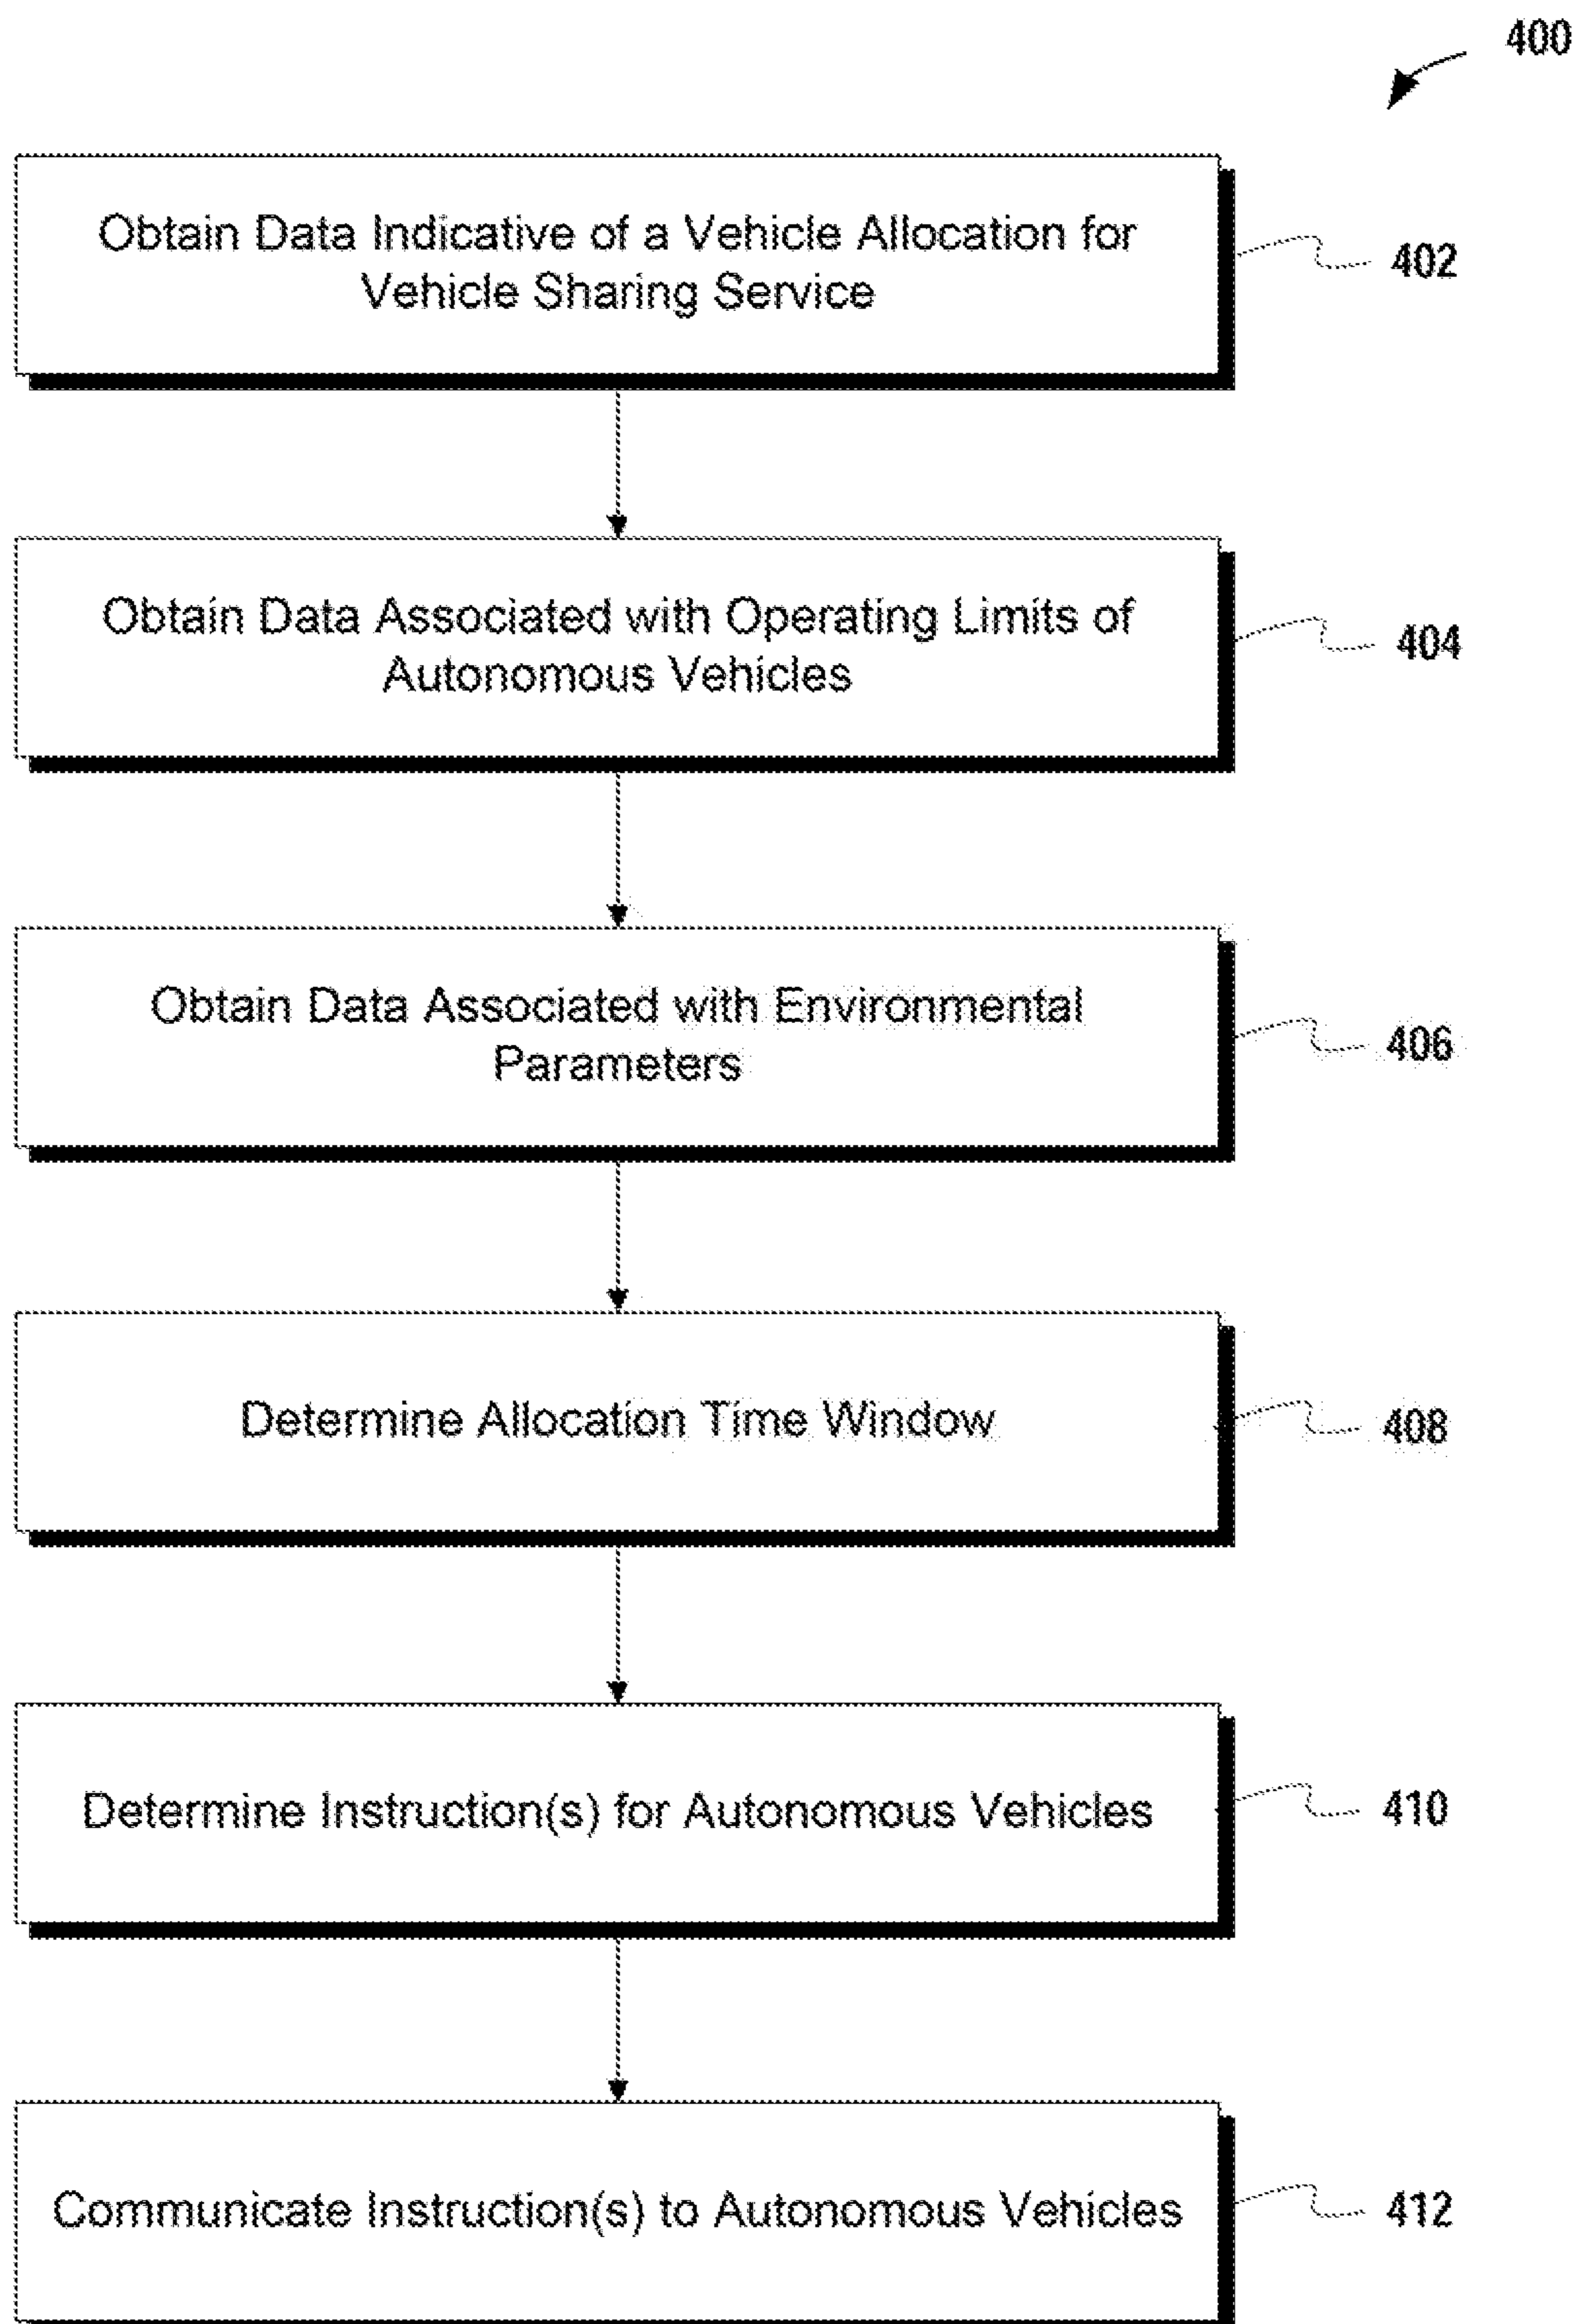 400
Obtain Data Indicative of a Vehicle Allocation for
Vehicle Sharing Service
402
Obtain Data Associated with Operating Limits of
Autonomous Vehicles
404
Obtain Data Associated with Environmental
Parameters
406
Determine Allocation Time Window
408
Determine Instruction(s) for Autonomous Vehicles
410
Communicate Instruction(s) to Autonomous Vehicles
412